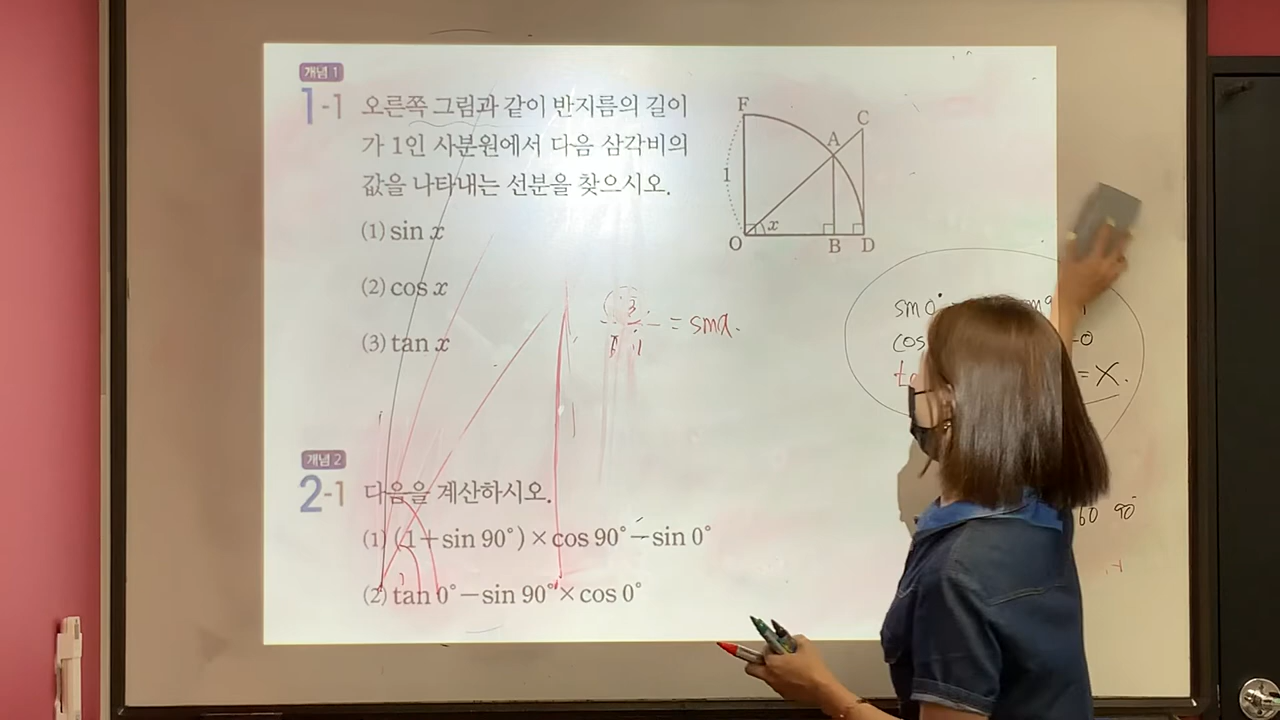 개념 1
1-1 오른쪽 그림과 같이 반지름의 길이
가 1인 사분원에서 다음 삼각비의
값을 나타내는 선분을 찾으시오.
(1) sin x
(2) cos x
(3) tan x
F
A
C
1
x
O
B
D
= sina.
sin 0°
cos
= X.
60 90°
개념 2
2-1 다음을 계산하시오.
(1) (1+sin 90°)×cos 90°-sin 0°
(2) tan 0°-sin 90°×cos 0°